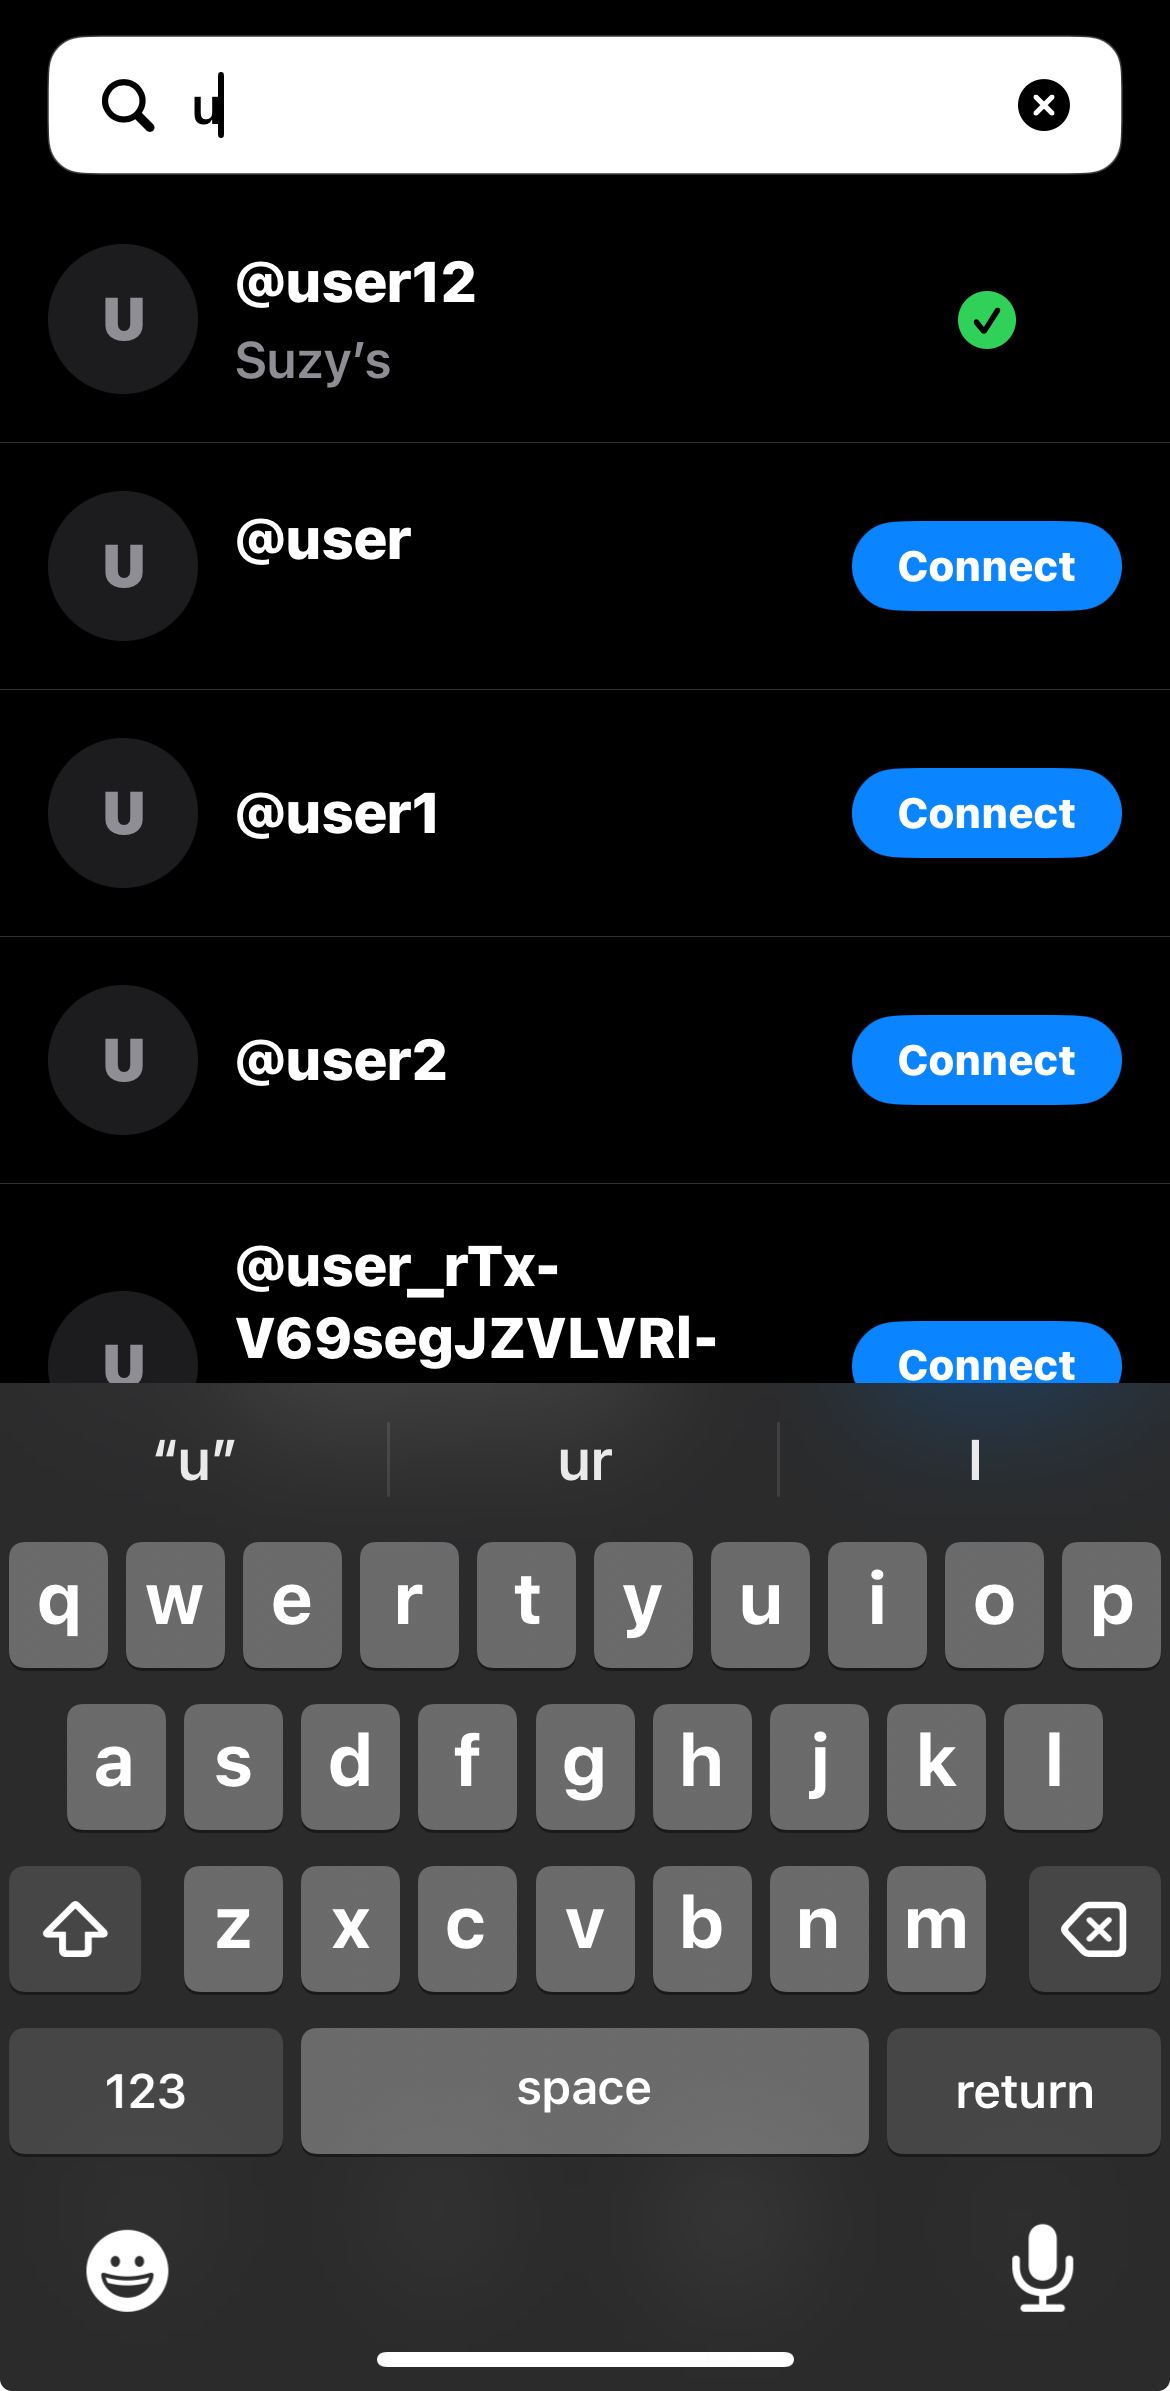 u
U
@user12
Suzy’s
U
@user
Connect
U
@user1
Connect
U
@user2
Connect
U
@user_rTx-
V69segJZVLVRl-
Connect
“u” ur I
q w e r t y u i o p
a s d f g h j k l
z x c v b n m
123 space return